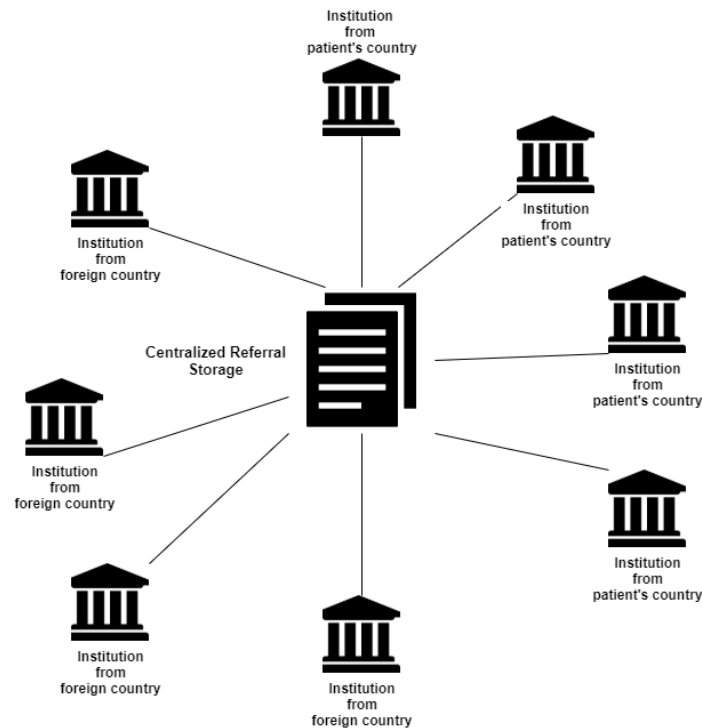 Institution
from
patient's country
Institution
from
patient's country
Institution
from
foreign country
Centralized Referral
Storage
Institution
from
patient's country
Institution
from
foreign country
Institution
from
patient's country
Institution
from
foreign country
Institution
from
foreign country